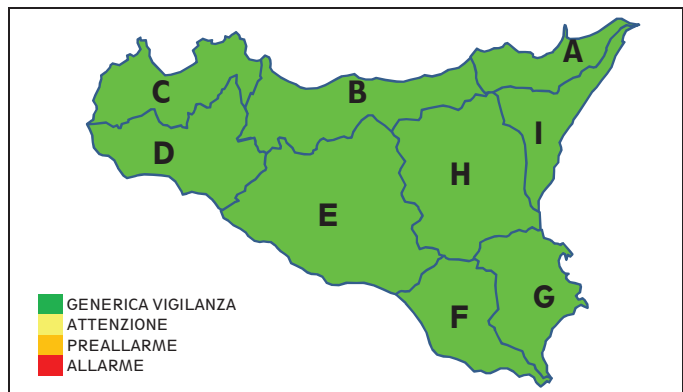 A
B
C
I
D
H
E
G
F
GENERICA VIGILANZA
ATTENZIONE
PREALLARME
ALLARME